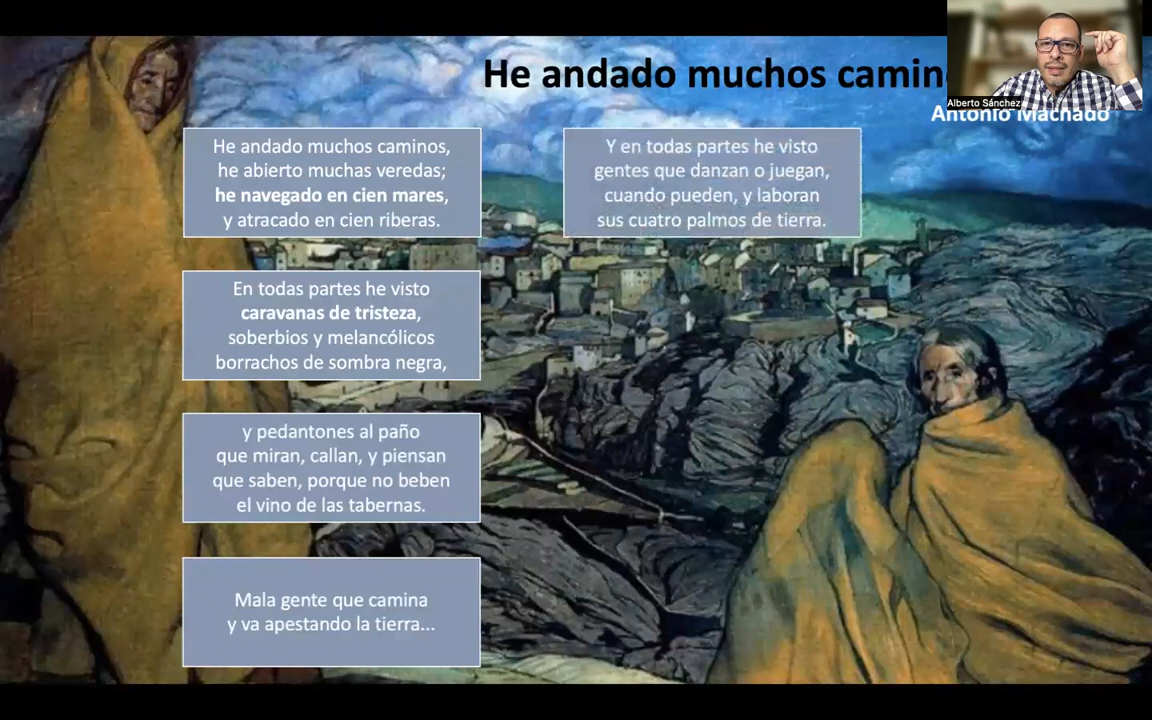 He andado muchos camin
Alberto Sánchez
Antonio Machado
He andado muchos caminos,
he abierto muchas veredas;
he navegado en cien mares,
y atracado en cien riberas.
En todas partes he visto
caravanas de tristeza,
soberbios y melancólicos
borrachos de sombra negra,
y pedantones al paño
que miran, callan, y piensan
que saben, porque no beben
el vino de las tabernas.
Mala gente que camina
y va apestando la tierra...
Y en todas partes he visto
gentes que danzan o juegan,
cuando pueden, y laboran
sus cuatro palmos de tierra.